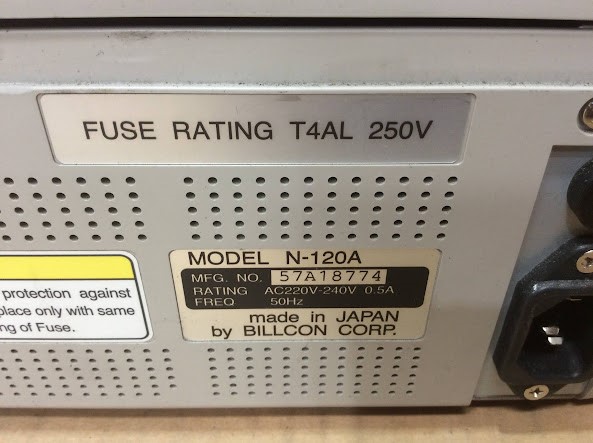 FUSE RATING T4AL 250V
MODEL N-120A
MFG. NO. 57A18774
RATING AC220V-240V 0.5A
FREQ 50Hz
made in JAPAN
by BILLCON CORP.
protection against
place only with same
ng of Fuse.